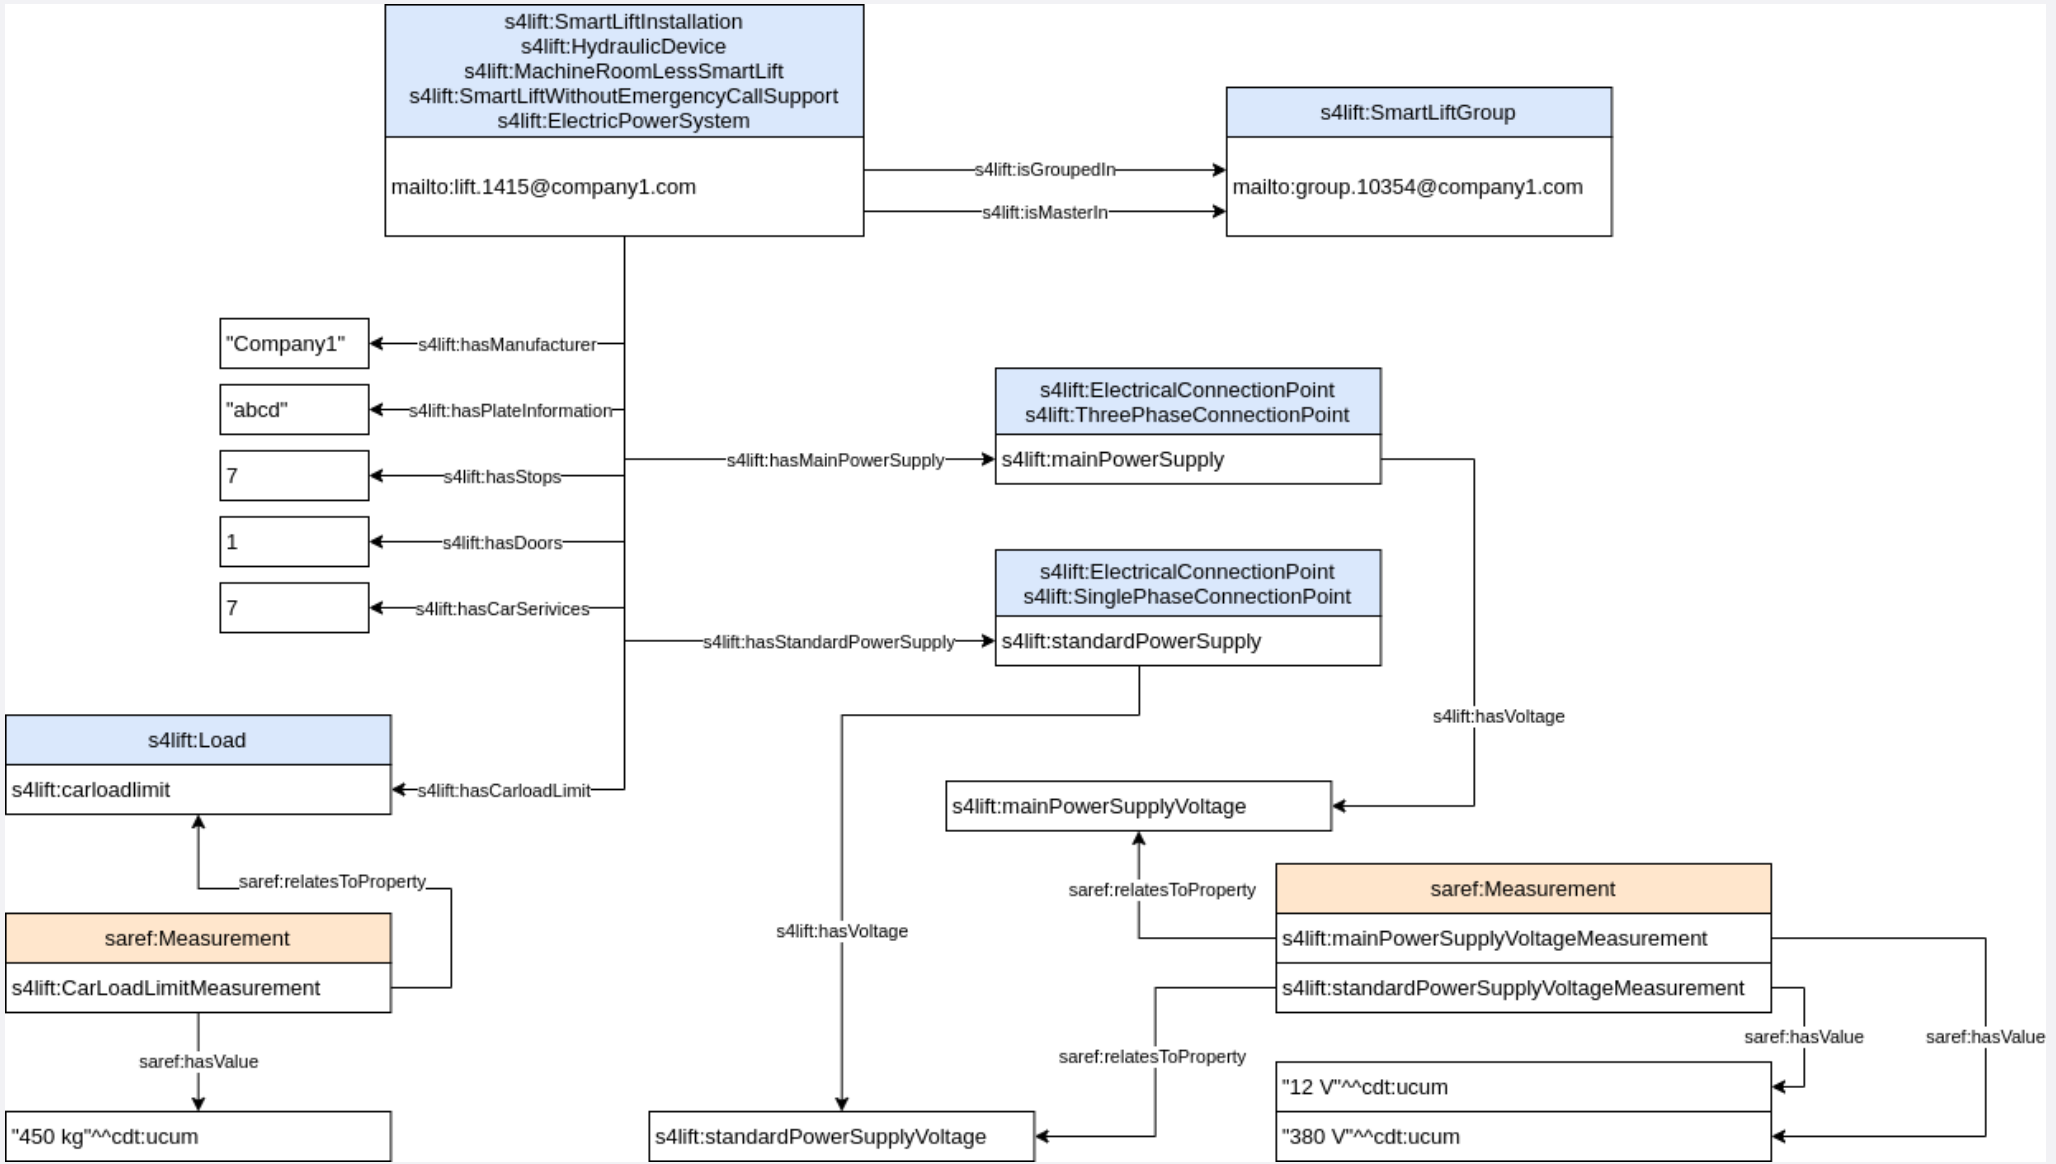 s4lift:SmartLiftInstallation
s4lift:HydraulicDevice
s4lift:MachineRoomLessSmartLift
s4lift:SmartLiftWithoutEmergencyCallSupport
s4lift:ElectricPowerSystem
mailto:lift.1415@company1.com
s4lift:isGroupedIn
s4lift:isMasterIn
s4lift:SmartLiftGroup
mailto:group.10354@company1.com
"Company1"
s4lift:hasManufacturer
"abcd"
s4lift:hasPlateInformation
7
s4lift:hasStops
1
s4lift:hasDoors
7
s4lift:hasCarSerivices
s4lift:hasMainPowerSupply
s4lift:ElectricalConnectionPoint
s4lift:ThreePhaseConnectionPoint
s4lift:mainPowerSupply
s4lift:hasStandardPowerSupply
s4lift:ElectricalConnectionPoint
s4lift:SinglePhaseConnectionPoint
s4lift:standardPowerSupply
s4lift:hasVoltage
s4lift:Load
s4lift:carloadlimit
s4lift:hasCarloadLimit
s4lift:mainPowerSupplyVoltage
saref:relatesToProperty
saref:Measurement
s4lift:CarLoadLimitMeasurement
saref:hasValue
"450 kg"^^cdt:ucum
s4lift:hasVoltage
s4lift:standardPowerSupplyVoltage
saref:relatesToProperty
saref:Measurement
s4lift:mainPowerSupplyVoltageMeasurement
s4lift:standardPowerSupplyVoltageMeasurement
saref:relatesToProperty
saref:hasValue
saref:hasValue
"12 V"^^cdt:ucum
"380 V"^^cdt:ucum